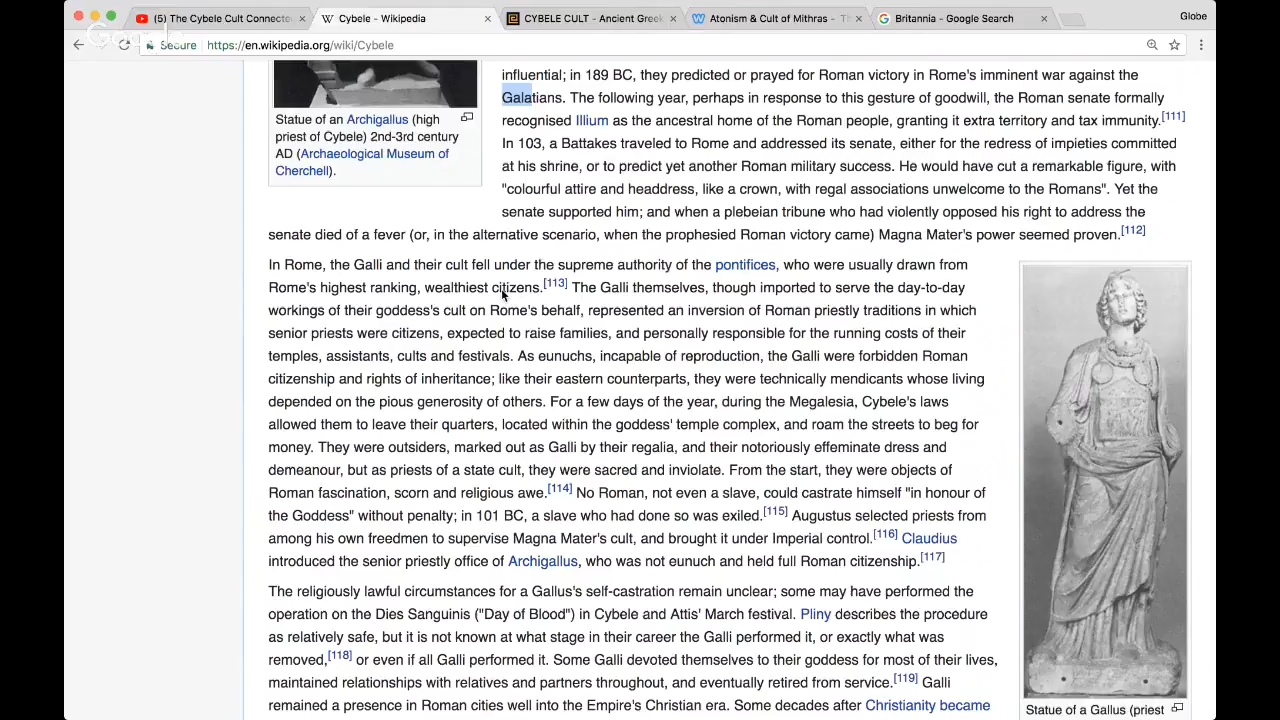 (5) The Cybele Cult Connecto
Cybele - Wikipedia
CYBELE CULT - Ancient Greek
Atonism & Cult of Mithras - Th
Britannia - Google Search
Globe
Secure
https://en.wikipedia.org/wiki/Cybele
Statue of an Archigallus (high
priest of Cybele) 2nd-3rd century
AD (Archaeological Museum of
Cherchell).
influential; in 189 BC, they predicted or prayed for Roman victory in Rome's imminent war against the
Galatians. The following year, perhaps in response to this gesture of goodwill, the Roman senate formally
recognised Illium as the ancestral home of the Roman people, granting it extra territory and tax immunity.[111]
In 103, a Battakes traveled to Rome and addressed its senate, either for the redress of impieties committed
at his shrine, or to predict yet another Roman military success. He would have cut a remarkable figure, with
"colourful attire and headdress, like a crown, with regal associations unwelcome to the Romans". Yet the
senate supported him; and when a plebeian tribune who had violently opposed his right to address the
senate died of a fever (or, in the alternative scenario, when the prophesied Roman victory came) Magna Mater's power seemed proven.[112]
In Rome, the Galli and their cult fell under the supreme authority of the pontifices, who were usually drawn from
Rome's highest ranking, wealthiest citizens.[113] The Galli themselves, though imported to serve the day-to-day
workings of their goddess's cult on Rome's behalf, represented an inversion of Roman priestly traditions in which
senior priests were citizens, expected to raise families, and personally responsible for the running costs of their
temples, assistants, cults and festivals. As eunuchs, incapable of reproduction, the Galli were forbidden Roman
citizenship and rights of inheritance; like their eastern counterparts, they were technically mendicants whose living
depended on the pious generosity of others. For a few days of the year, during the Megalesia, Cybele's laws
allowed them to leave their quarters, located within the goddess' temple complex, and roam the streets to beg for
money. They were outsiders, marked out as Galli by their regalia, and their notoriously effeminate dress and
demeanour, but as priests of a state cult, they were sacred and inviolate. From the start, they were objects of
Roman fascination, scorn and religious awe.[114] No Roman, not even a slave, could castrate himself "in honour of
the Goddess" without penalty; in 101 BC, a slave who had done so was exiled.[115] Augustus selected priests from
among his own freedmen to supervise Magna Mater's cult, and brought it under Imperial control.[116] Claudius
introduced the senior priestly office of Archigallus, who was not eunuch and held full Roman citizenship.[117]
The religiously lawful circumstances for a Gallus's self-castration remain unclear; some may have performed the
operation on the Dies Sanguinis ("Day of Blood") in Cybele and Attis' March festival. Pliny describes the procedure
as relatively safe, but it is not known at what stage in their career the Galli performed it, or exactly what was
removed,[118] or even if all Galli performed it. Some Galli devoted themselves to their goddess for most of their lives,
maintained relationships with relatives and partners throughout, and eventually retired from service.[119] Galli
remained a presence in Roman cities well into the Empire's Christian era. Some decades after Christianity became
Statue of a Gallus (priest